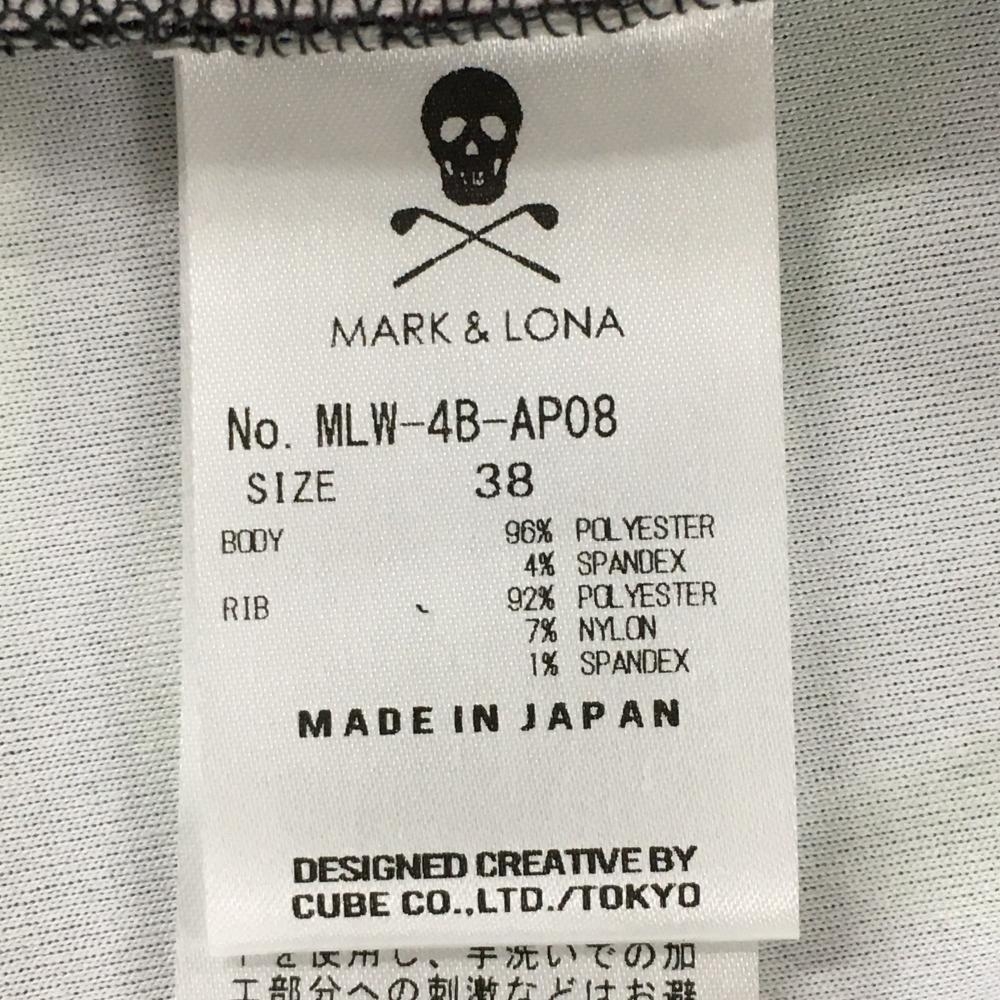 MARK & LONA
No. MLW-4B-AP08
SIZE 38
BODY 96% POLYESTER
4% SPANDEX
RIB 92% POLYESTER
7% NYLON
1% SPANDEX
MADE IN JAPAN
DESIGNED CREATIVE BY
CUBE CO.,LTD./TOKYO
を使用し、手洗いでの加
工部分への刺激などはお避